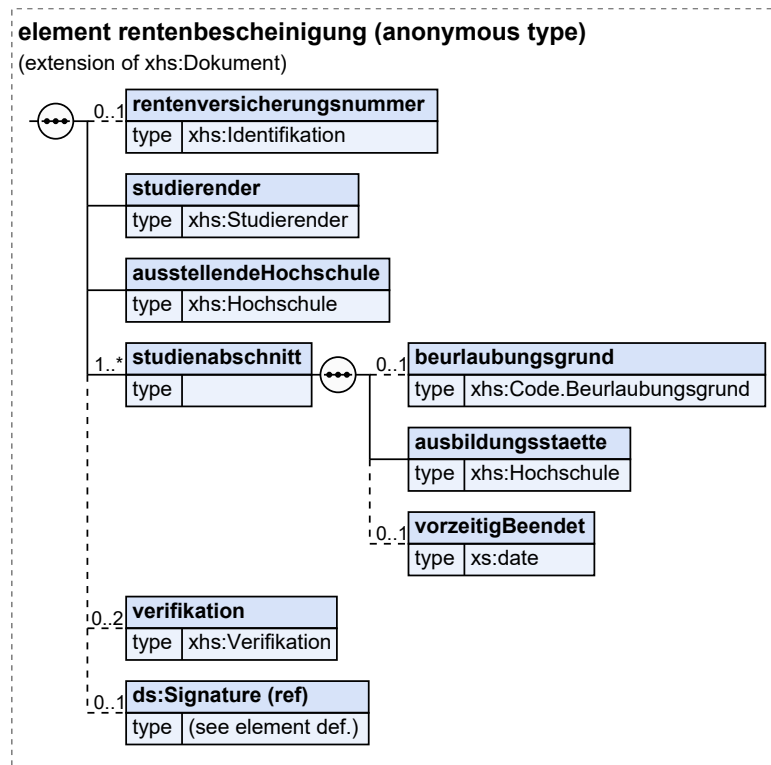 element rentenbescheinigung (anonymous type)
(extension of xhs:Dokument)
0..1 rentenversicherungsnummer
type xhs:Identifikation
studierender
type xhs:Studierender
ausstellendeHochschule
type xhs:Hochschule
1..* studienabschnitt
type
0..1 beurlaubungsgrund
type xhs:Code.Beurlaubungsgrund
ausbildungsstaette
type xhs:Hochschule
0..1 vorzeitigBeendet
type xs:date
0..2 verifikation
type xhs:Verifikation
0..1 ds:Signature (ref)
type (see element def.)